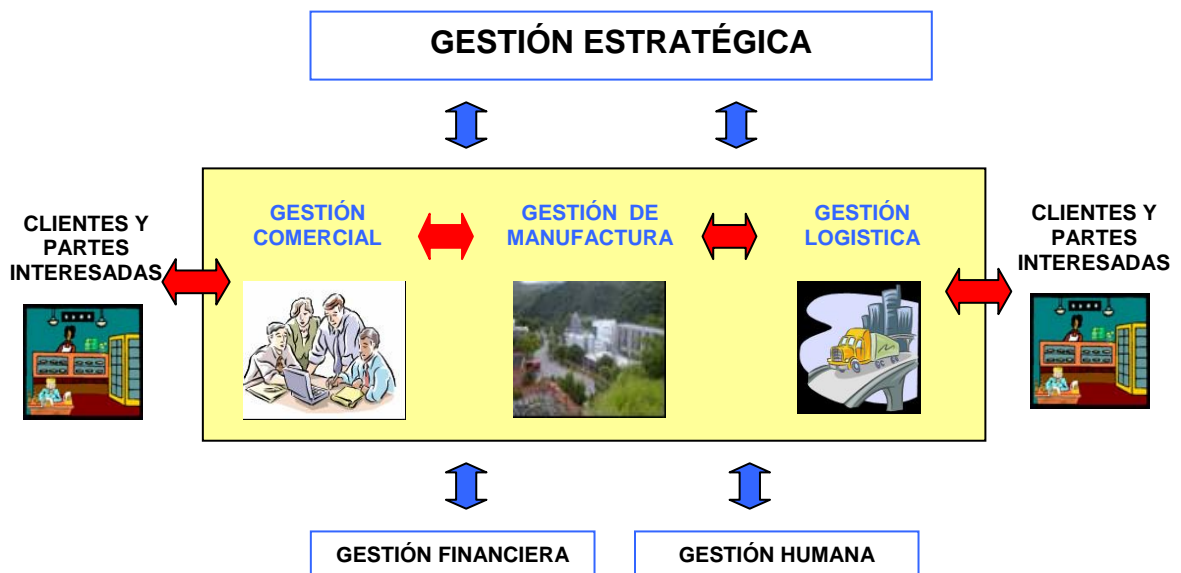 GESTIÓN ESTRATÉGICA
CLIENTES Y
PARTES
INTERESADAS
GESTIÓN
COMERCIAL
GESTIÓN DE
MANUFACTURA
GESTIÓN
LOGISTICA
CLIENTES Y
PARTES
INTERESADAS
GESTIÓN FINANCIERA
GESTIÓN HUMANA